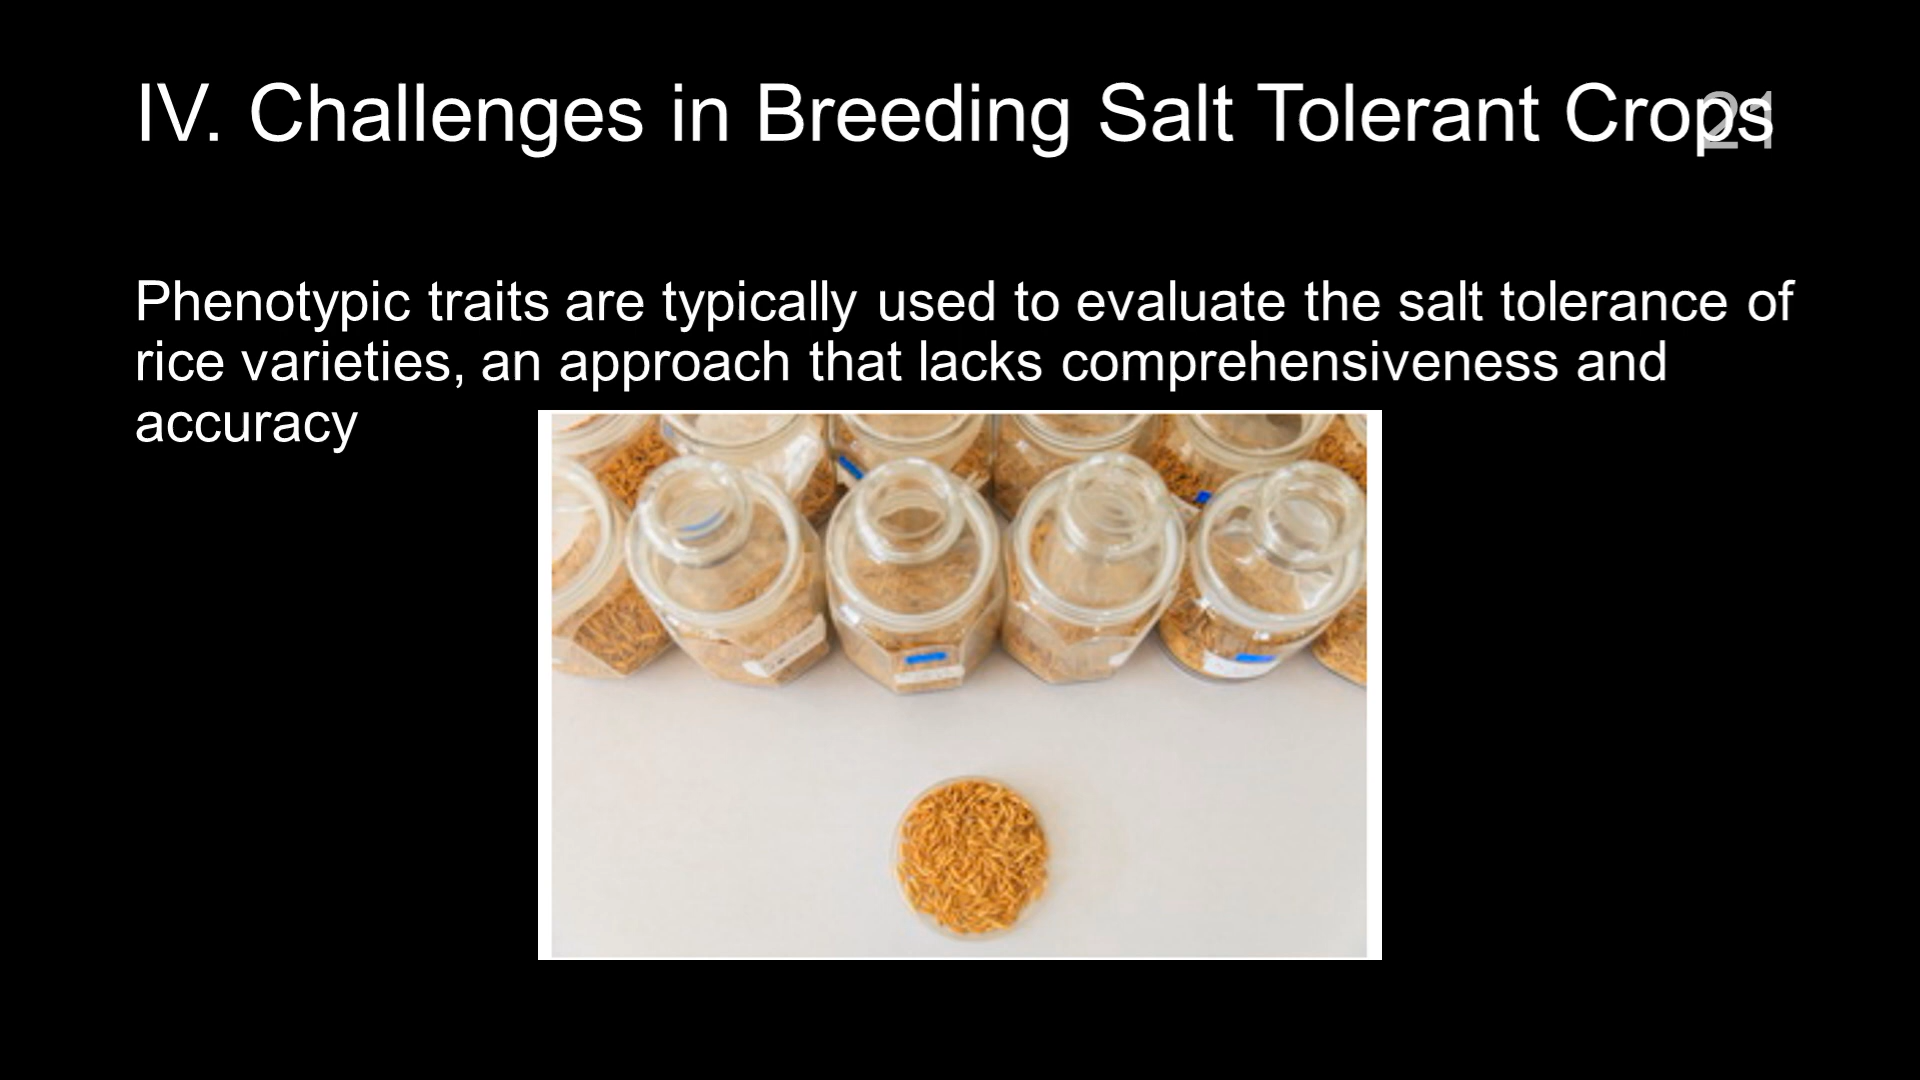 IV. Challenges in Breeding Salt Tolerant Crops
21
Phenotypic traits are typically used to evaluate the salt tolerance of
rice varieties, an approach that lacks comprehensiveness and
accuracy